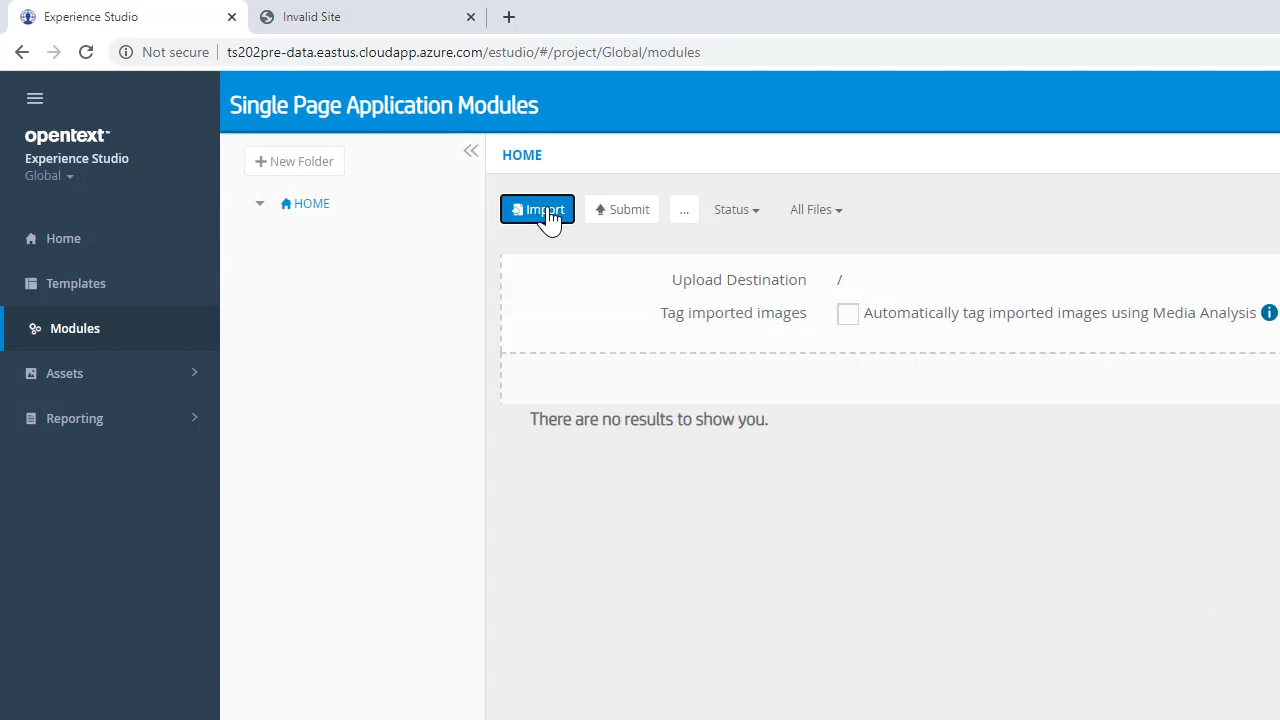 Experience Studio
Invalid Site
Not secure
ts202pre-data.eastus.cloudapp.azure.com/estudio/#/project/Global/modules
opentext™
Experience Studio
Global
Home
Templates
Modules
Assets
Reporting
Single Page Application Modules
New Folder
HOME
HOME
Import
Submit
...
Status
All Files
Upload Destination /
Tag imported images Automatically tag imported images using Media Analysis
There are no results to show you.